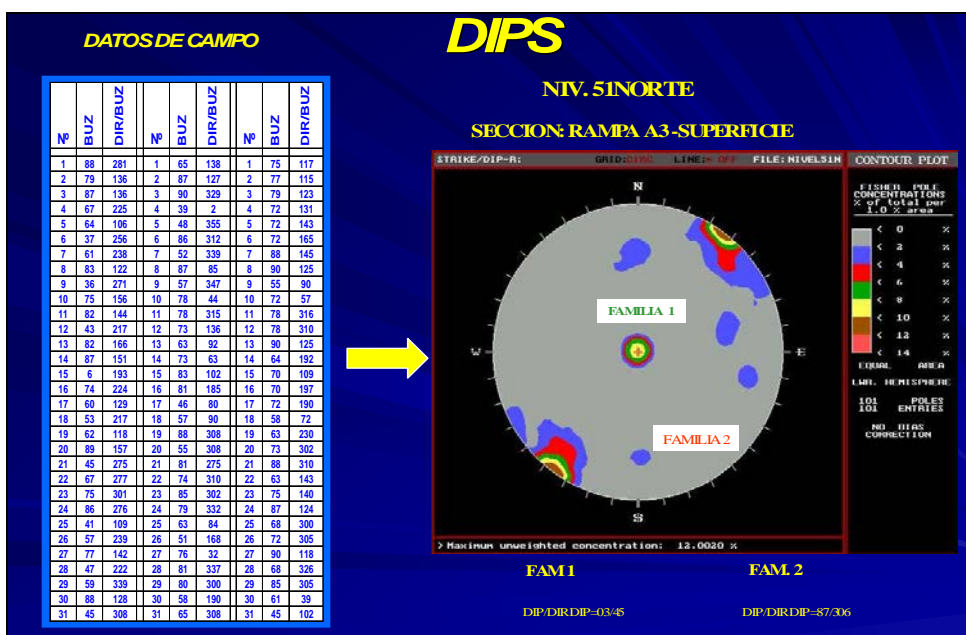 DATOS DE CAMPO
DIPS
NIV. 51NORTE
SECCION: RAMPA A3 -SUPERFICIE
Nº BUZ DIR/BUZ Nº BUZ DIR/BUZ Nº BUZ DIR/BUZ
1 88 281 1 65 138 1 75 117
2 79 136 2 87 127 2 77 115
3 87 136 3 90 329 3 79 123
4 67 225 4 39 2 4 72 131
5 64 106 5 48 355 5 72 143
6 37 256 6 86 312 6 72 165
7 61 238 7 52 339 7 88 145
8 83 122 8 87 85 8 90 125
9 36 271 9 57 347 9 55 90
10 75 156 10 78 44 10 72 57
11 82 144 11 78 315 11 78 316
12 43 217 12 73 136 12 78 310
13 82 166 13 63 92 13 90 125
14 87 151 14 73 63 14 64 192
15 6 193 15 83 102 15 70 109
16 74 224 16 81 185 16 70 197
17 60 129 17 46 80 17 72 190
18 53 217 18 57 90 18 58 72
19 62 118 19 88 308 19 63 230
20 89 157 20 55 308 20 73 302
21 45 275 21 81 275 21 88 310
22 67 277 22 74 310 22 63 143
23 75 301 23 85 302 23 75 140
24 86 276 24 79 332 24 87 124
25 41 109 25 63 84 25 68 300
26 57 239 26 51 168 26 72 305
27 77 142 27 76 32 27 90 118
28 47 222 28 81 337 28 68 326
29 59 339 29 80 300 29 85 305
30 88 128 30 58 190 30 61 39
31 45 308 31 65 308 31 45 102
STRIKE/DIP-R: GRID: LINE: OFF FILE: NIVEL51N
CONTOUR PLOT
FISHER POLE
CONCENTRATIONS
% of total per
1.0 % area
< 0 %
< 2 %
< 4 %
< 6 %
< 8 %
< 10 %
< 12 %
< 14 %
EQUAL AREA
LWR. HEMISPHERE
101 POLES
101 ENTRIES
NO BIAS
CORRECTION
N
W
E
S
FAMILIA 1
FAMILIA 2
> Maximum unweighted concentration: 12.0020 %
FAM 1
FAM. 2
DIP/DIRDIP=03/45
DIP/DIRDIP=87/306